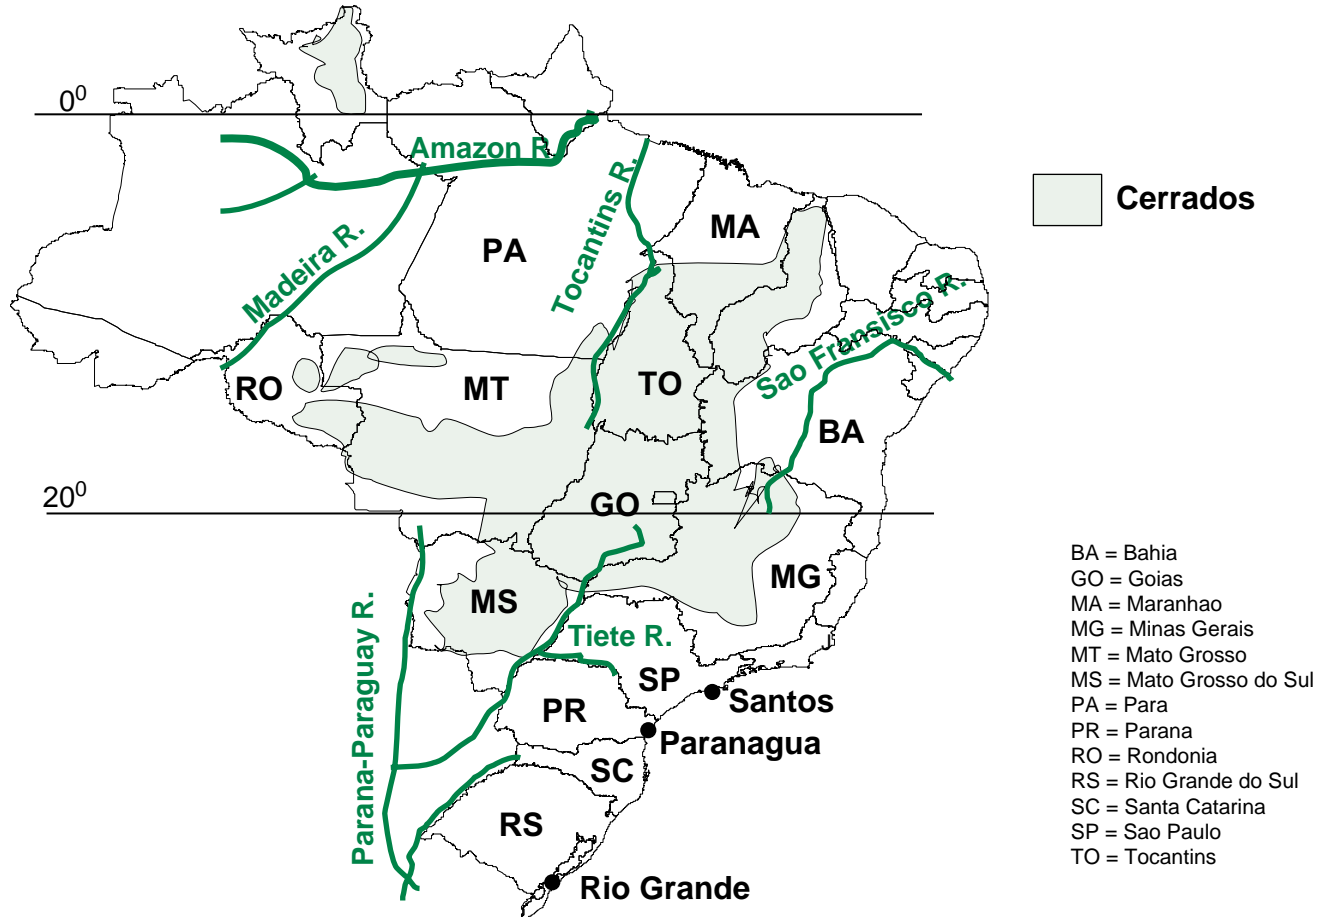 0⁰
Amazon R
Tocantins R.
Cerrados
MA
PA
Madeira R.
Sao Fransisco R.
RO
MT
TO
BA
20⁰
GO
MS
MG
Parana-Paraguay R.
Tiete R.
SP
Santos
PR
Paranagua
SC
RS
Rio Grande
BA = Bahia
GO = Goias
MA = Maranhao
MG = Minas Gerais
MT = Mato Grosso
MS = Mato Grosso do Sul
PA = Para
PR = Parana
RO = Rondonia
RS = Rio Grande do Sul
SC = Santa Catarina
SP = Sao Paulo
TO = Tocantins